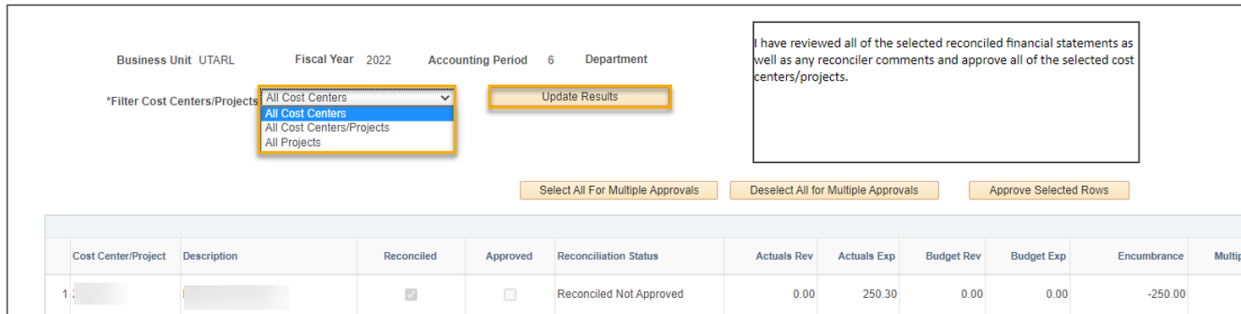 I have reviewed all of the selected reconciled financial statements as
well as any reconciler comments and approve all of the selected cost
centers/projects.
Business Unit UTARL Fiscal Year 2022 Accounting Period 6 Department
*Filter Cost Centers/Projects All Cost Centers Update Results
All Cost Centers
All Cost Centers/Projects
All Projects
Select All For Multiple Approvals Deselect All for Multiple Approvals Approve Selected Rows
Cost Center/Project Description Reconciled Approved Reconciliation Status Actuals Rev Actuals Exp Budget Rev Budget Exp Encumbrance
1 Reconciled Not Approved 0.00 250.30 0.00 0.00 -250.00